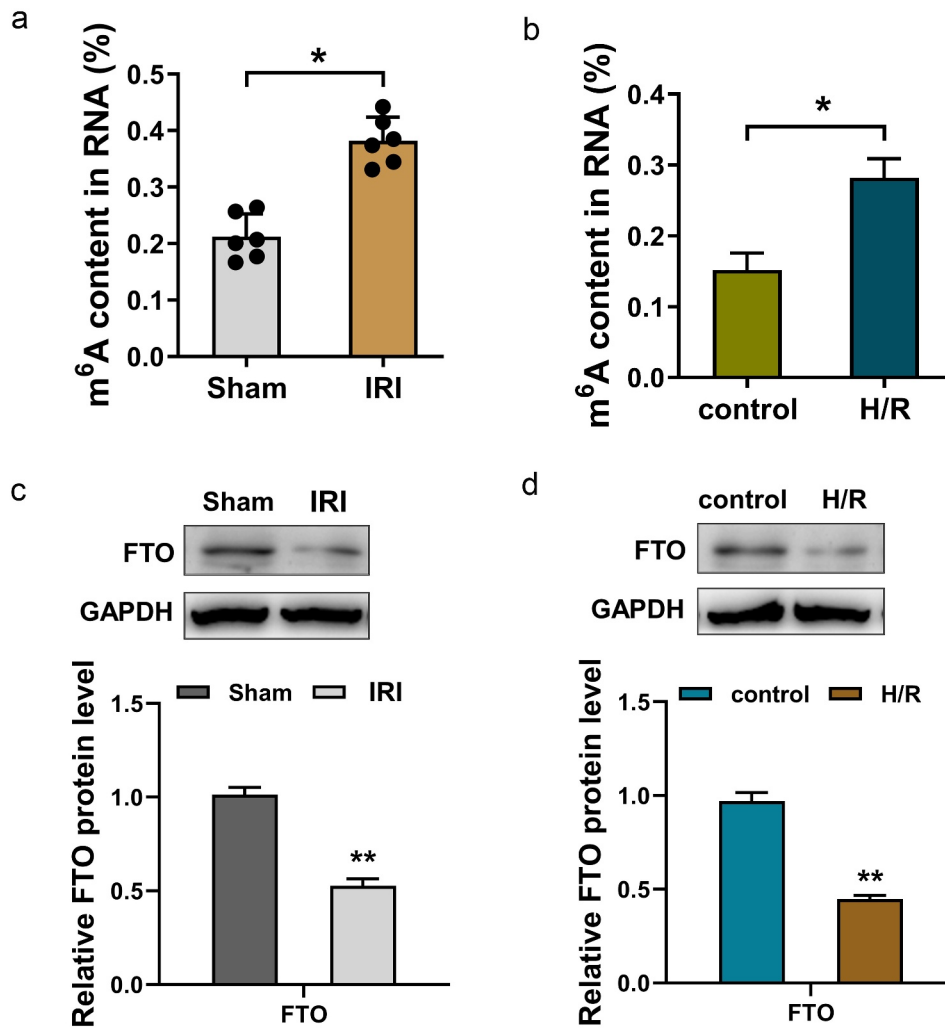 a
m⁶A content in RNA (%)
0.5
0.4
0.3
0.2
0.1
0.0
*
Sham
IRI
b
m⁶A content in RNA (%)
0.4
0.3
0.2
0.1
0.0
*
control
H/R
c
Sham IRI
FTO
GAPDH
Relative FTO protein level
Sham IRI
1.5
1.0
0.5
0.0
**
FTO
d
control H/R
FTO
GAPDH
Relative FTO protein level
control H/R
1.5
1.0
0.5
0.0
**
FTO